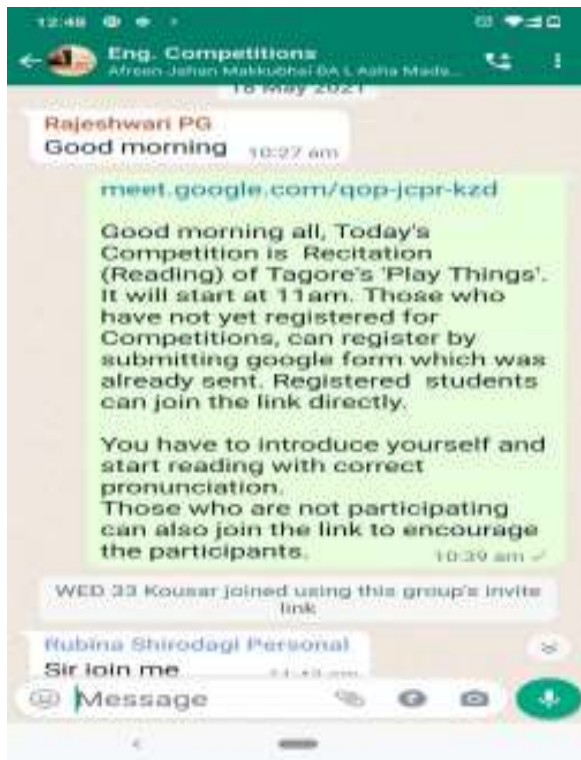 12:48
Eng. Competitions
Afreen Jahan Makkubhai BA I, Asha Madu...
18 May 2021
Rajeshwari PG
Good morning 10:27 am
meet.google.com/qop-jcpr-kzd
Good morning all, Today's
Competition is Recitation
(Reading) of Tagore's 'Play Things'.
It will start at 11am. Those who
have not yet registered for
Competitions, can register by
submitting google form which was
already sent. Registered students
can join the link directly.
You have to introduce yourself and
start reading with correct
pronunciation.
Those who are not participating
can also join the link to encourage
the participants. 10:39 am
WED 33 Kousar joined using this group's invite
link
Rubina Shirodagi Personal
Sir join me
Message